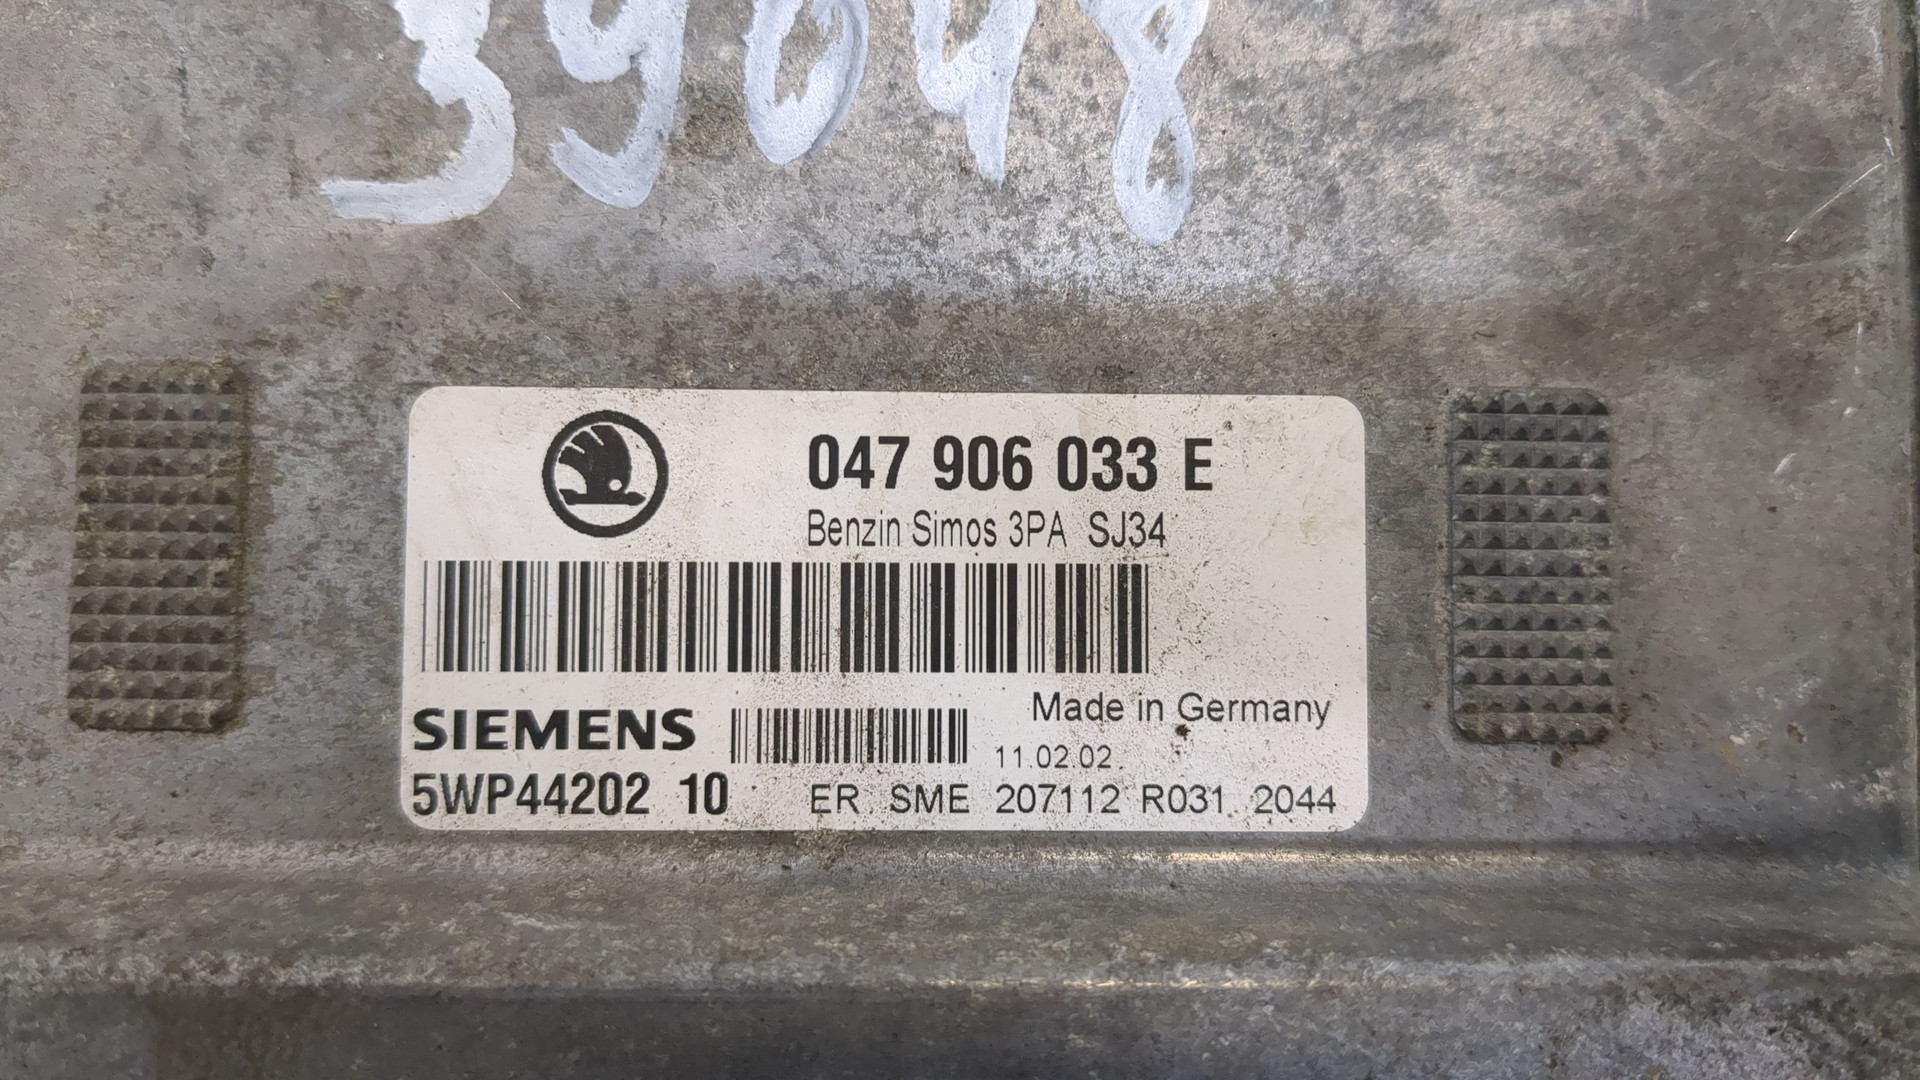 39048
047 906 033 E
Benzin Simos 3PA SJ34
SIEMENS
Made in Germany
11.02.02.
5WP44202 10
ER. SME 207112 R031. 2044